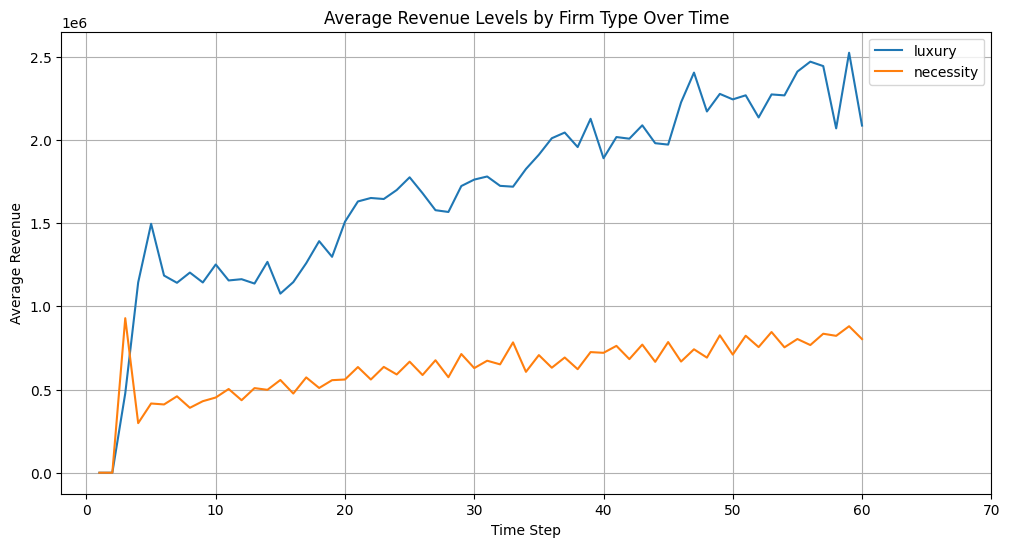 Average Revenue Levels by Firm Type Over Time
1e6
luxury
necessity
2.5
2.0
1.5
1.0
0.5
0.0
Average Revenue
0 10 20 30 40 50 60 70
Time Step